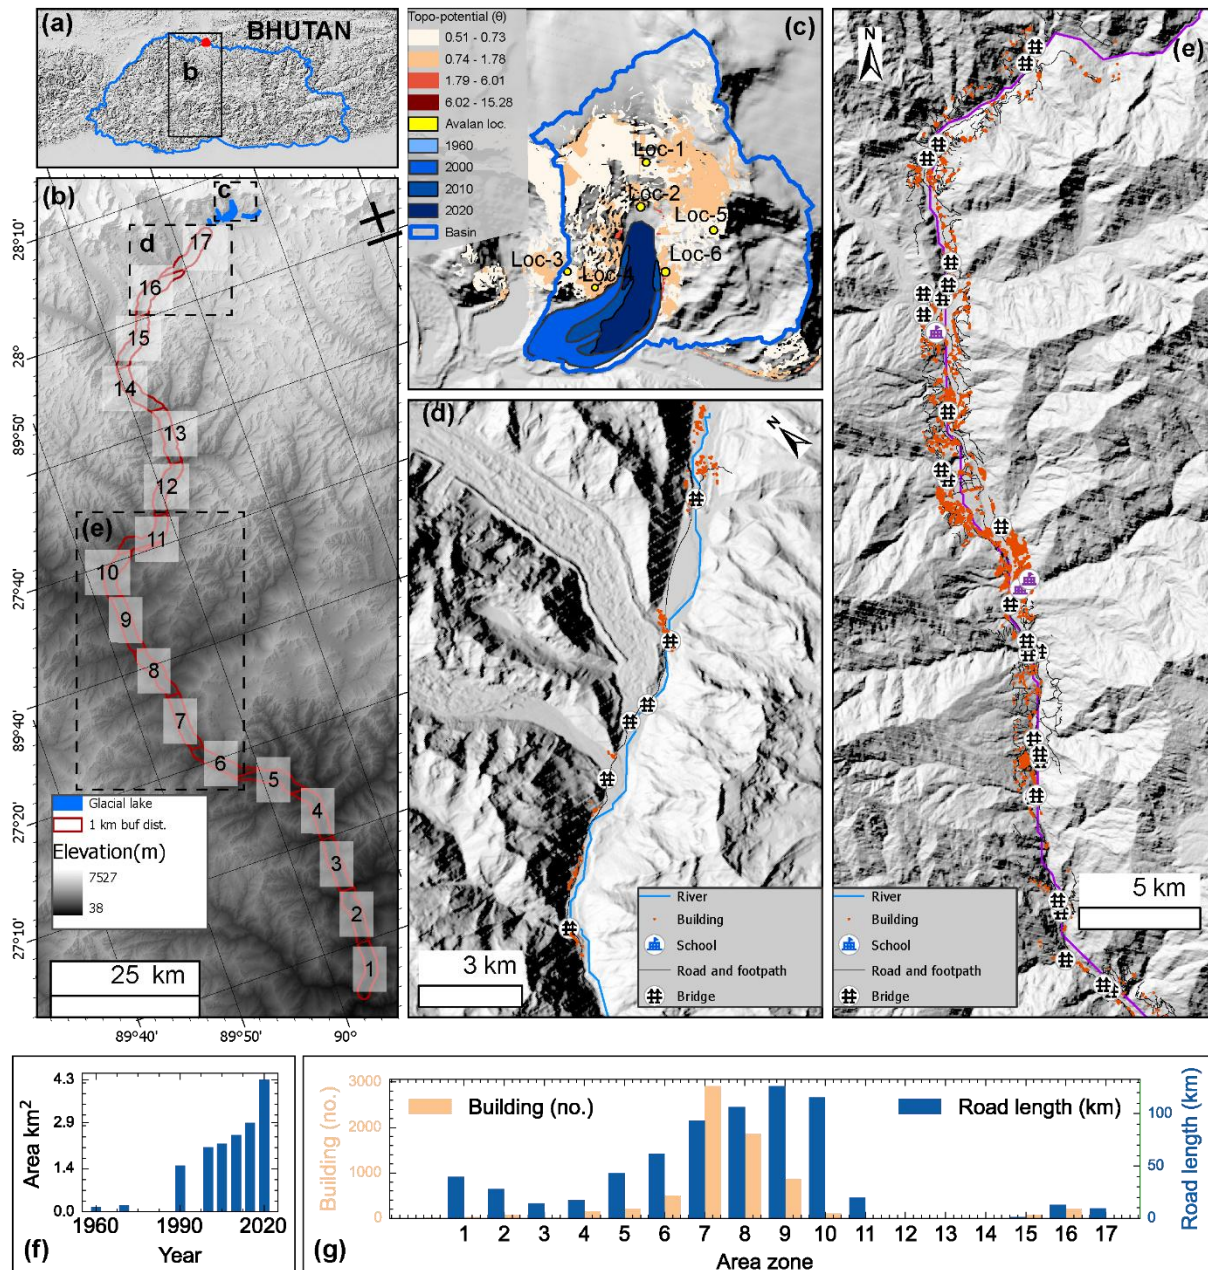 (a)
BHUTAN
b
(b)
c
d
17
16
15
14
13
12
(e)
11
10
9
8
7
6
5
4
3
2
1
28°10'
28°
89°50'
27°40'
89°40'
27°20'
27°10'
89°40'
89°50'
90°
Glacial lake
1 km buf dist.
Elevation(m)
7527
38
25 km
(c)
Topo-potential (θ)
0.51 - 0.73
0.74 - 1.78
1.79 - 6.01
6.02 - 15.28
Avalan loc.
1960
2000
2010
2020
Basin
Loc-1
Loc-2
Loc-5
Loc-3
Loc-6
Loc-4
(d)
N
River
Building
School
Road and footpath
Bridge
3 km
(e)
N
5 km
River
Building
School
Road and footpath
Bridge
(f)
Area km²
4.3
2.9
1.4
0.0
1960
1990
2020
Year
(g)
Building (no.)
3000
2000
1000
0
Building (no.)
Road length (km)
100
50
0
Road length (km)
1 2 3 4 5 6 7 8 9 10 11 12 13 14 15 16 17
Area zone